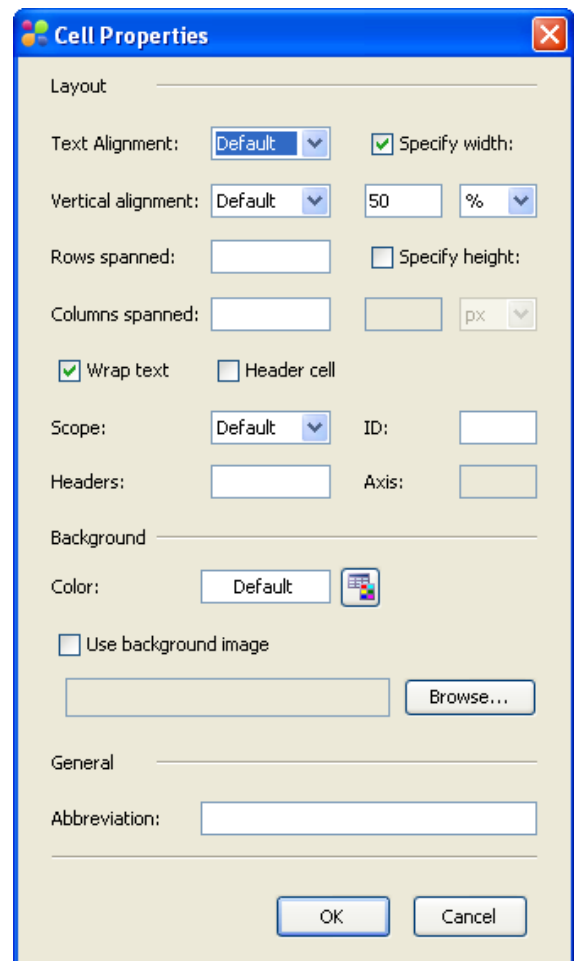 Cell Properties
Layout
Text Alignment: Default Specify width:
Vertical alignment: Default 50 %
Rows spanned: Specify height:
Columns spanned: px
Wrap text Header cell
Scope: Default ID:
Headers: Axis:
Background
Color: Default
Use background image
Browse...
General
Abbreviation:
OK Cancel